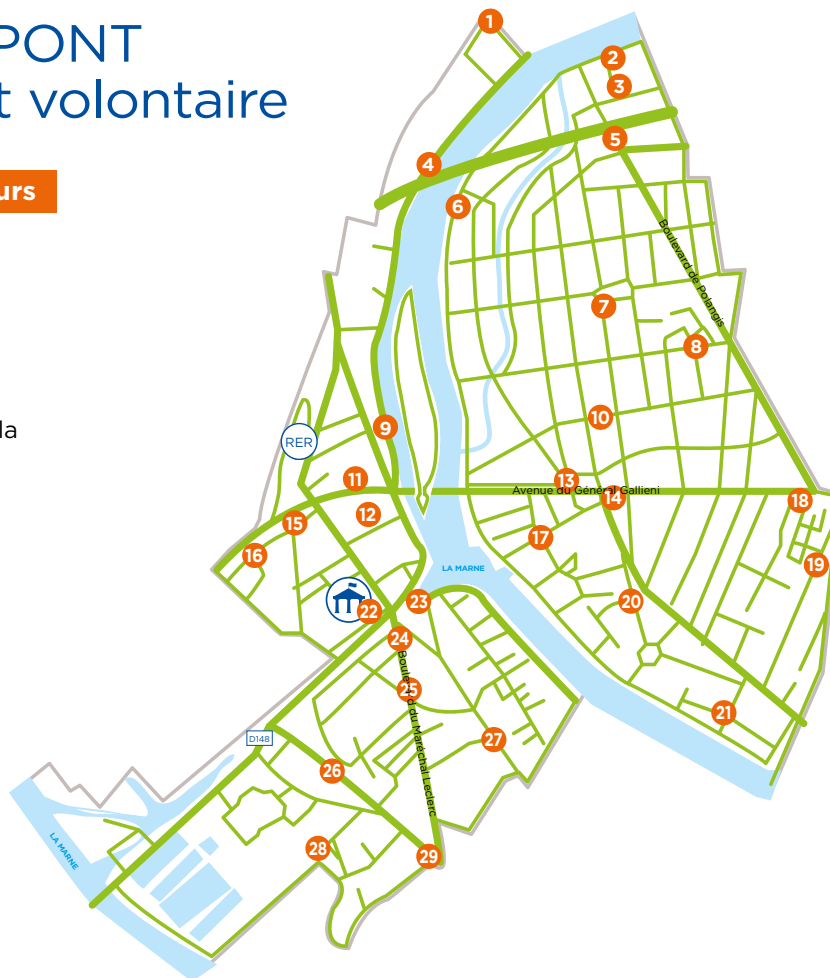 PONT
t volontaire
urs
la
1
2
3
4
5
6
Boulevard de Polangis
7
8
9
10
RER
11
12
13
Avenue du Général Gallieni
14
15
16
17
18
19
LA MARNE
20
21
22
23
24
25
Boulevard du Maréchal Leclerc
26
27
D148
28
29
LA MARNE